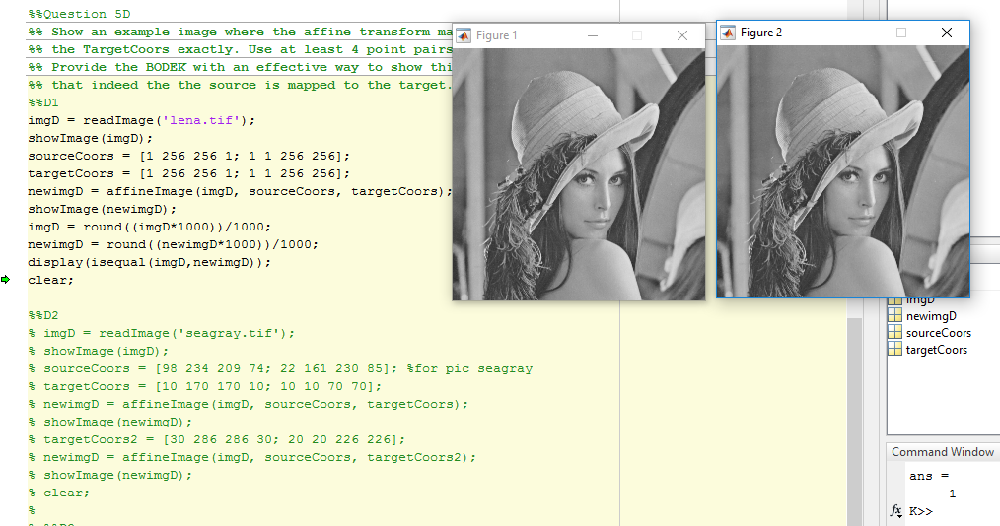 %%Question 5D
%% Show an example image where the affine transform ma
%% the TargetCoors exactly. Use at least 4 point pairs
%% Provide the BODEK with an effective way to show thi
%% that indeed the the source is mapped to the target.
%%D1
imgD = readImage('lena.tif');
showImage(imgD);
sourceCoors = [1 256 256 1; 1 1 256 256];
targetCoors = [1 256 256 1; 1 1 256 256];
newimgD = affineImage(imgD, sourceCoors, targetCoors);
showImage(newimgD);
imgD = round((imgD*1000))/1000;
newimgD = round((newimgD*1000))/1000;
display(isequal(imgD,newimgD));
clear;
%%D2
% imgD = readImage('seagray.tif');
% showImage(imgD);
% sourceCoors = [98 234 209 74; 22 161 230 85]; %for pic seagray
% targetCoors = [10 170 170 10; 10 10 70 70];
% newimgD = affineImage(imgD, sourceCoors, targetCoors);
% showImage(newimgD);
% targetCoors2 = [30 286 286 30; 20 20 226 226];
% newimgD = affineImage(imgD, sourceCoors, targetCoors2);
% showImage(newimgD);
% clear;
%
Figure 1
Figure 2
imgD
newimgD
sourceCoors
targetCoors
Command Window
ans =
1
fx K>>